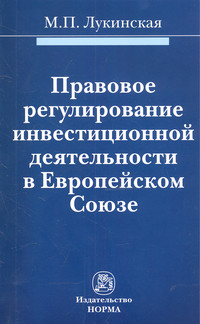 М.П. Лукинская
Правовое
регулирование
инвестиционной
деятельности
в Европейском
Союзе
Издательство
НОРМА